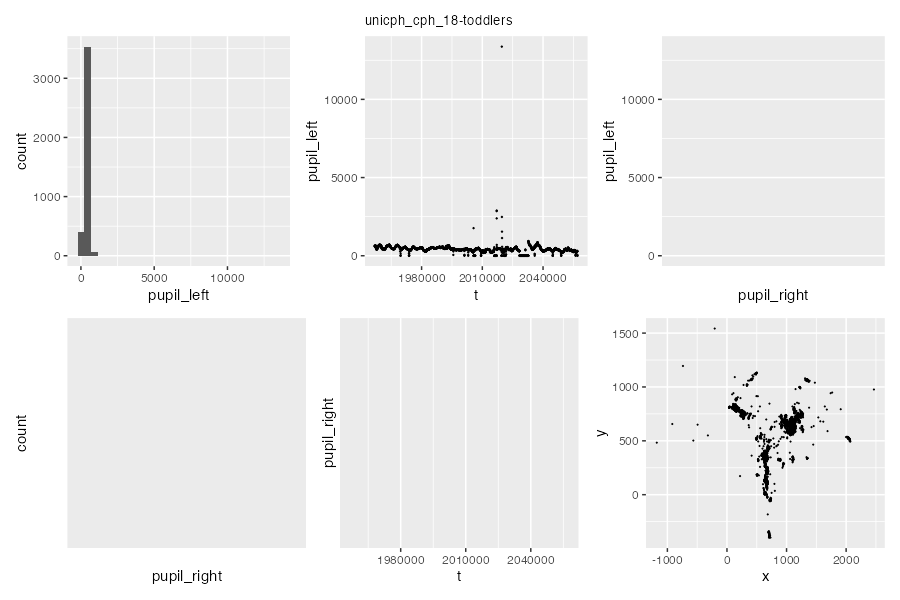 unicph_cph_18-toddlers
3000
2000
1000
0
count
0 5000 10000
pupil_left
10000
5000
0
pupil_left
1980000 2010000 2040000
t
10000
5000
0
pupil_left
pupil_right
count
pupil_right
pupil_right
1980000 2010000 2040000
t
1500
1000
500
0
y
-1000 0 1000 2000
x